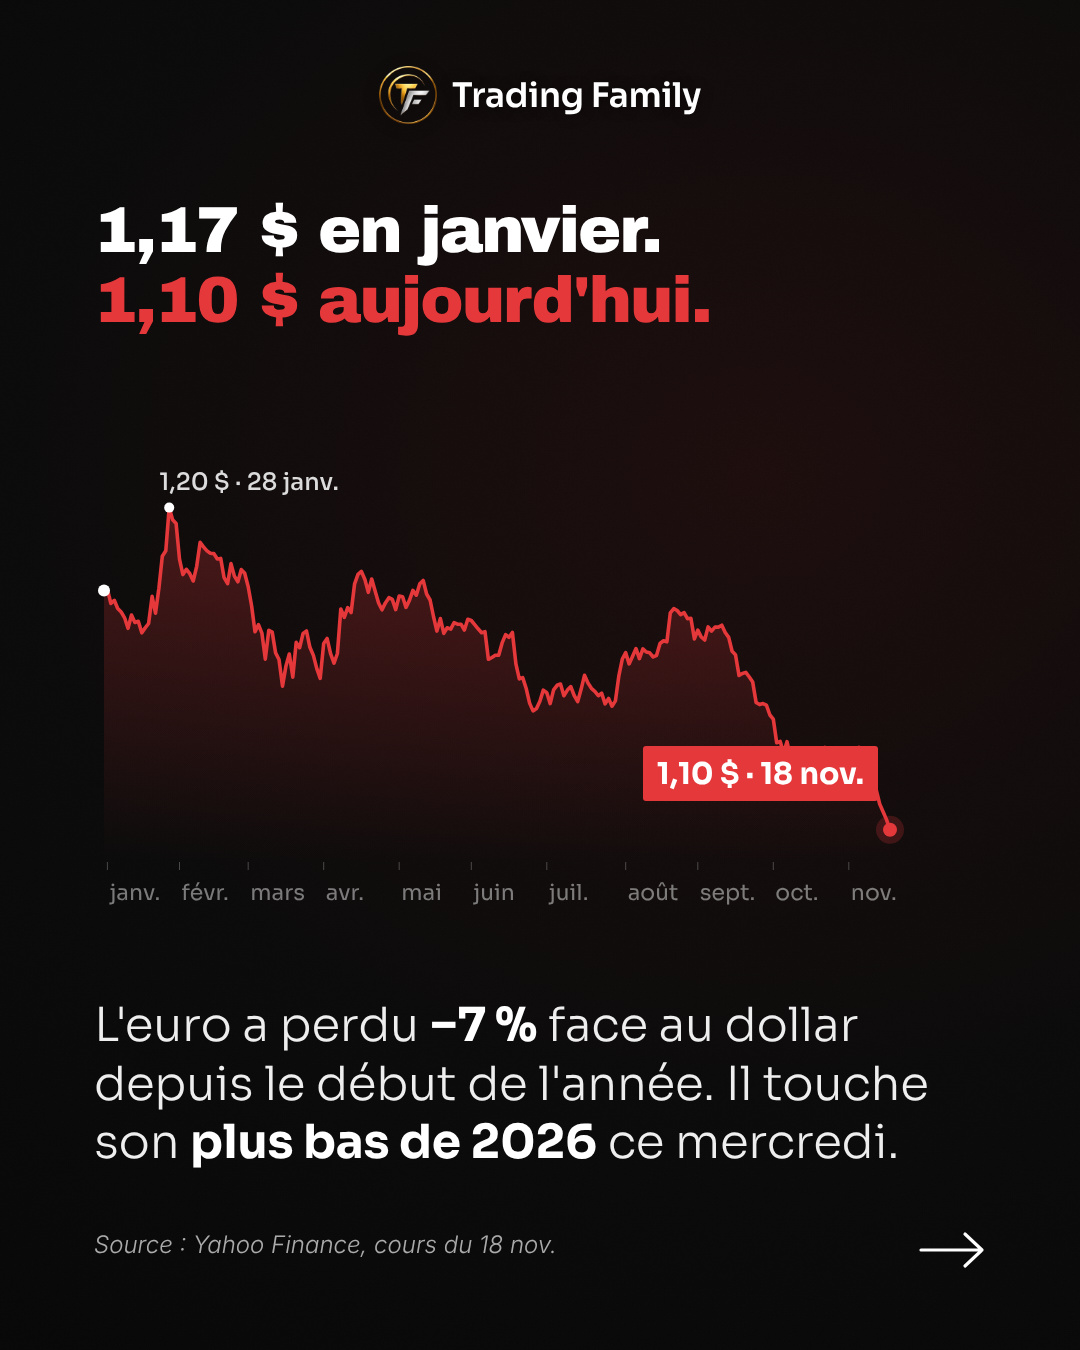 Trading Family
1,17 $ en janvier.
1,10 $ aujourd'hui.
1,20 $ · 28 janv.
1,10 $ · 18 nov.
janv. févr. mars avr. mai juin juil. août sept. oct. nov.
L'euro a perdu −7 % face au dollar
depuis le début de l'année. Il touche
son plus bas de 2026 ce mercredi.
Source : Yahoo Finance, cours du 18 nov.